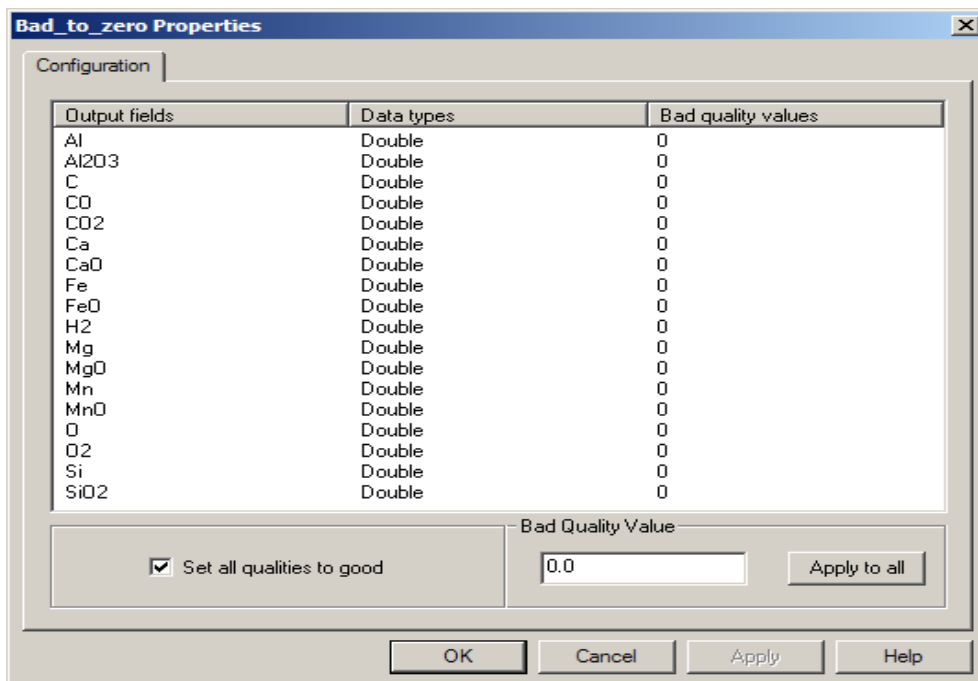 Bad_to_zero Properties
Configuration
Output fields Data types Bad quality values
Al Double 0
Al2O3 Double 0
C Double 0
CO Double 0
CO2 Double 0
Ca Double 0
CaO Double 0
Fe Double 0
FeO Double 0
H2 Double 0
Mg Double 0
MgO Double 0
Mn Double 0
MnO Double 0
O Double 0
O2 Double 0
Si Double 0
SiO2 Double 0
Bad Quality Value
Set all qualities to good 0.0 Apply to all
OK Cancel Apply Help